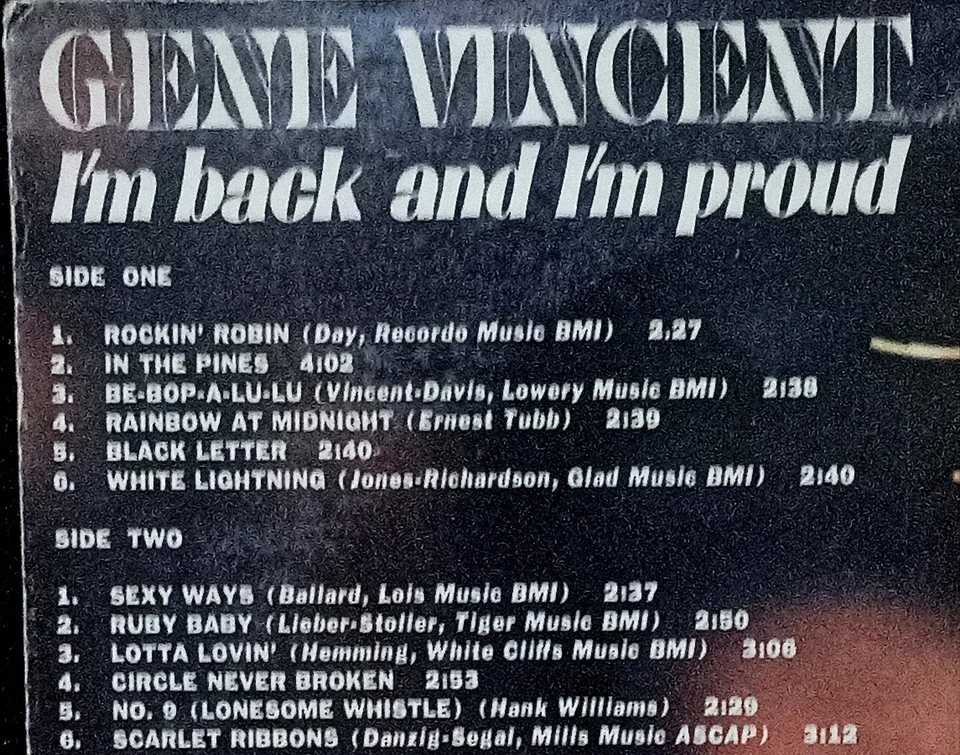 GENE VINCENT
I'm back and I'm proud
SIDE ONE
1. ROCKIN' ROBIN (Day, Recordo Music BMI) 2.27
2. IN THE PINES 4:02
3. BE-BOP-A-LU-LU (Vincent-Davis, Lowery Music BMI) 2:38
4. RAINBOW AT MIDNIGHT (Ernest Tubb) 2:39
5. BLACK LETTER 2:40
6. WHITE LIGHTNING (Jones-Richardson, Glad Music BMI) 2:40
SIDE TWO
1. SEXY WAYS (Ballard, Lois Music BMI) 2:37
2. RUBY BABY (Lieber-Stoller, Tiger Music BMI) 2:50
3. LOTTA LOVIN' (Hemming, White Cliffs Music BMI) 3:06
4. CIRCLE NEVER BROKEN 2:53
5. NO. 9 (LONESOME WHISTLE) (Hank Williams) 2:29
6. SCARLET RIBBONS (Danzig-Segal, Mills Music ASCAP) 3:12